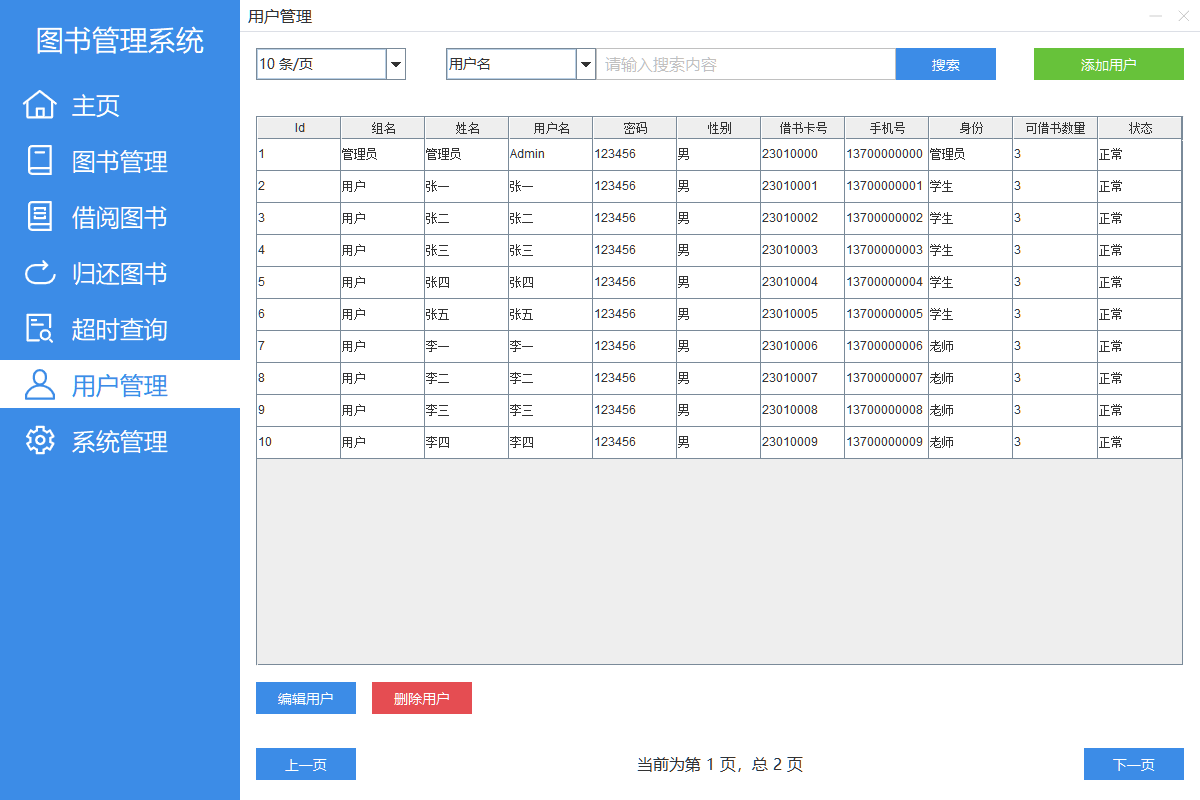 图书管理系统
主页
图书管理
借阅图书
归还图书
超时查询
用户管理
系统管理
用户管理
10 条/页 用户名 请输入搜索内容 搜索 添加用户
Id 组名 姓名 用户名 密码 性别 借书卡号 手机号 身份 可借书数量 状态
1 管理员 管理员 Admin 123456 男 23010000 13700000000 管理员 3 正常
2 用户 张一 张一 123456 男 23010001 13700000001 学生 3 正常
3 用户 张二 张二 123456 男 23010002 13700000002 学生 3 正常
4 用户 张三 张三 123456 男 23010003 13700000003 学生 3 正常
5 用户 张四 张四 123456 男 23010004 13700000004 学生 3 正常
6 用户 张五 张五 123456 男 23010005 13700000005 学生 3 正常
7 用户 李一 李一 123456 男 23010006 13700000006 老师 3 正常
8 用户 李二 李二 123456 男 23010007 13700000007 老师 3 正常
9 用户 李三 李三 123456 男 23010008 13700000008 老师 3 正常
10 用户 李四 李四 123456 男 23010009 13700000009 老师 3 正常
编辑用户 删除用户
上一页 当前为第 1 页，总 2 页 下一页